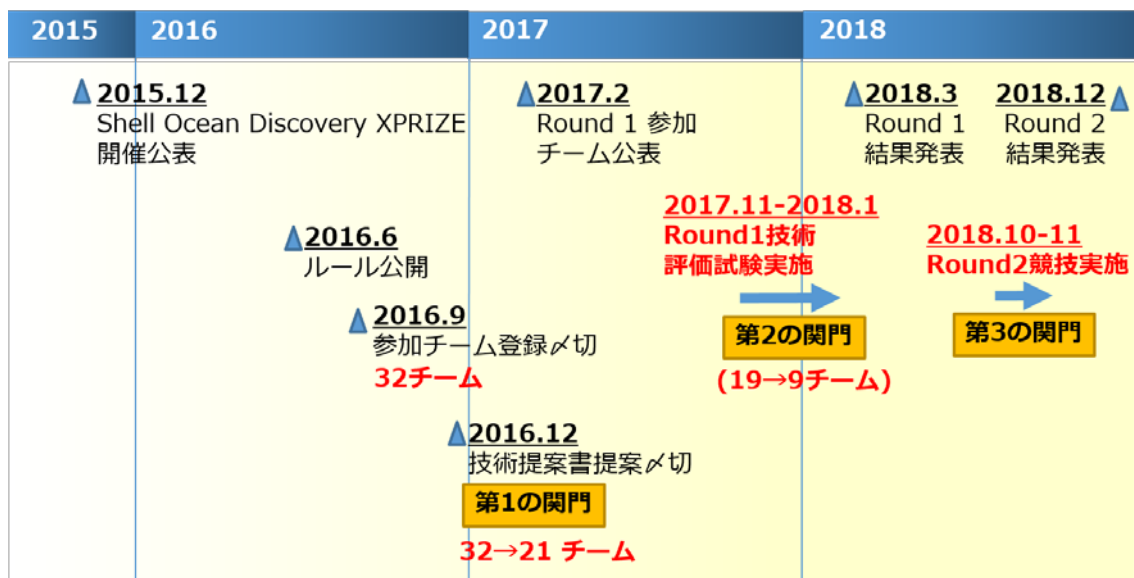 2015
2016
2017
2018
2015.12
Shell Ocean Discovery XPRIZE
開催公表
2016.6
ルール公開
2016.9
参加チーム登録〆切
32チーム
2016.12
技術提案書提案〆切
第1の関門
32→21 チーム
2017.2
Round 1 参加
チーム公表
2017.11-2018.1
Round1技術
評価試験実施
第2の関門
(19→9チーム)
2018.3
Round 1
結果発表
2018.12
Round 2
結果発表
2018.10-11
Round2競技実施
第3の関門